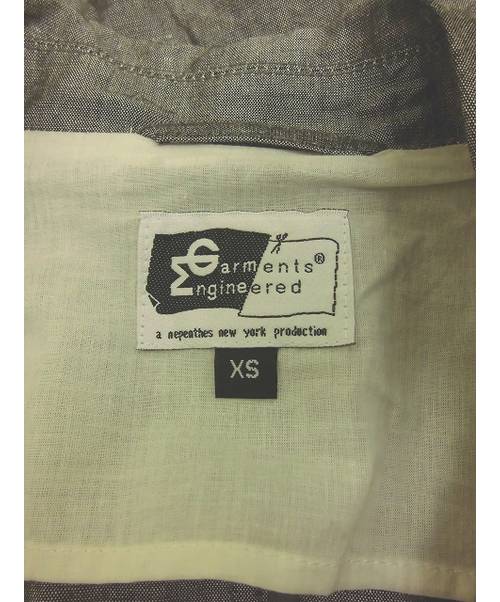 Garments®
Engineered
a nepenthes new york production
XS